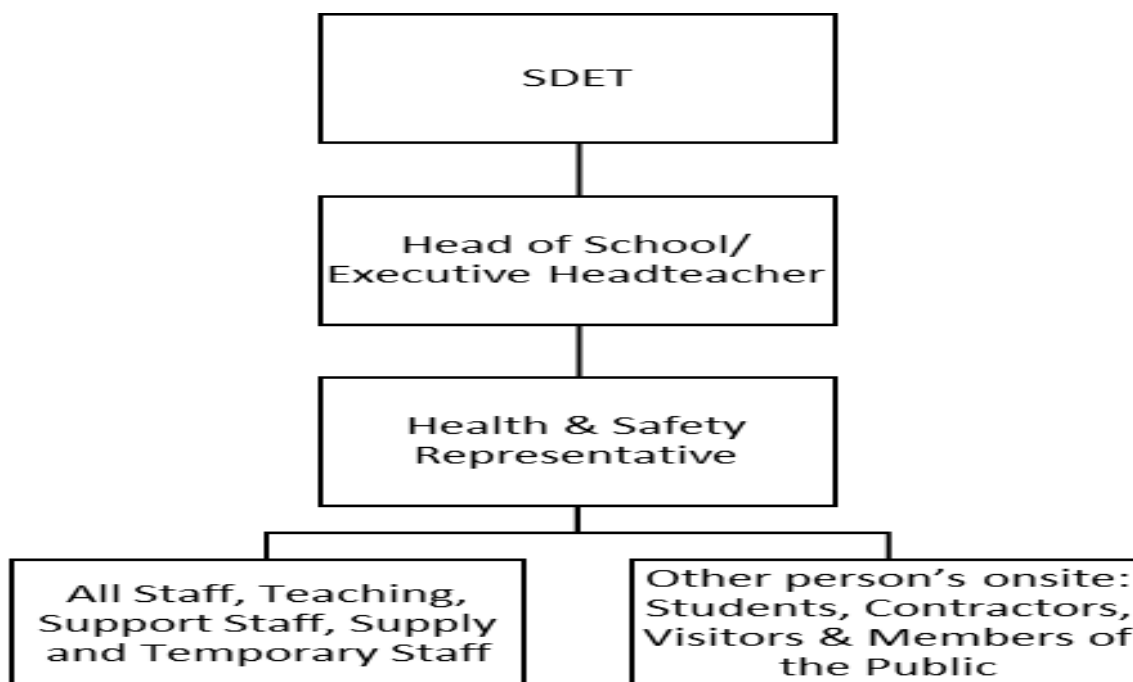 SDET
Head of School/
Executive Headteacher
Health & Safety
Representative
All Staff, Teaching,
Support Staff, Supply
and Temporary Staff
Other person’s onsite:
Students, Contractors,
Visitors & Members of
the Public